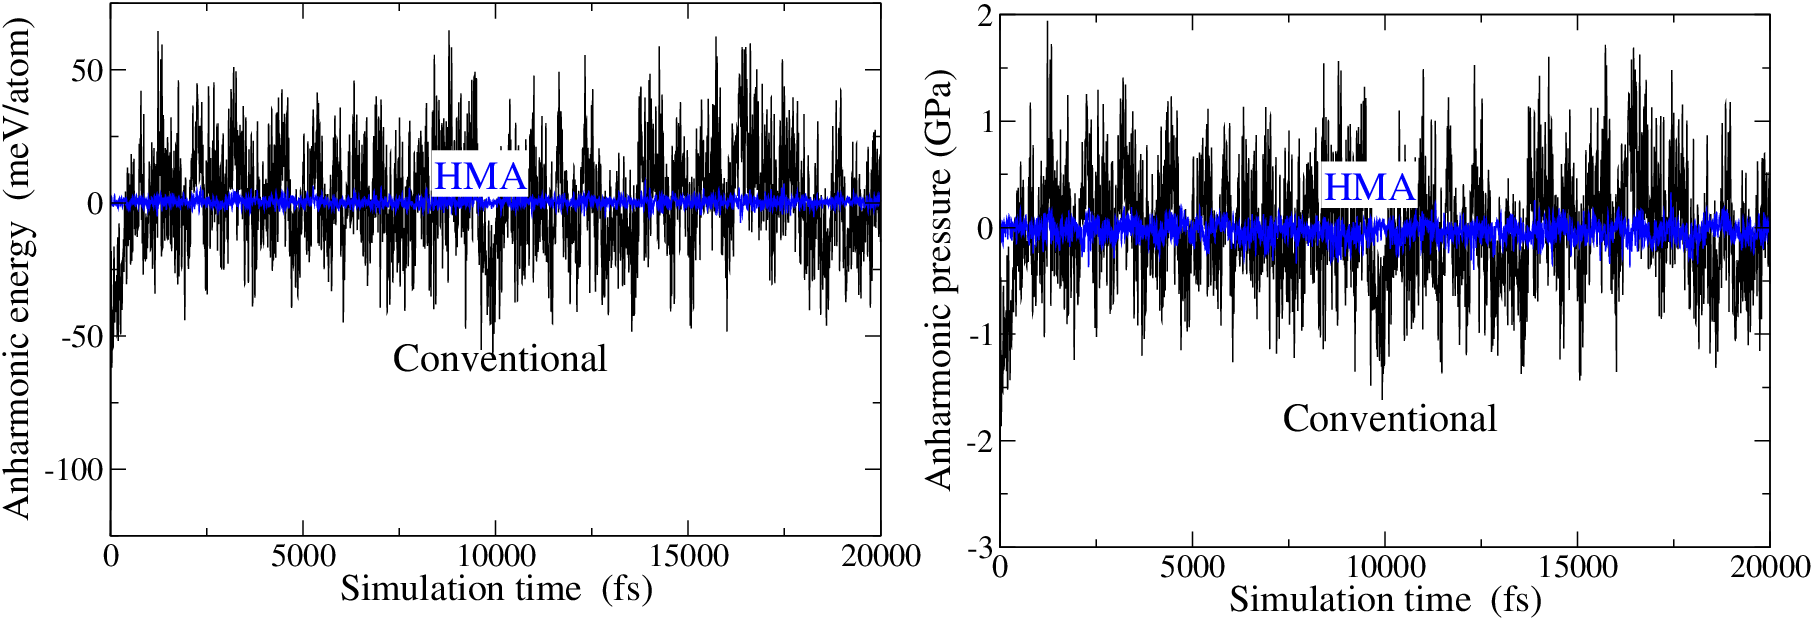 Anharmonic energy (meV/atom)
50
0
-50
-100
HMA
Conventional
0 5000 10000 15000 20000
Simulation time (fs)
Anharmonic pressure (GPa)
2
1
0
-1
-2
-3
HMA
Conventional
0 5000 10000 15000 20000
Simulation time (fs)